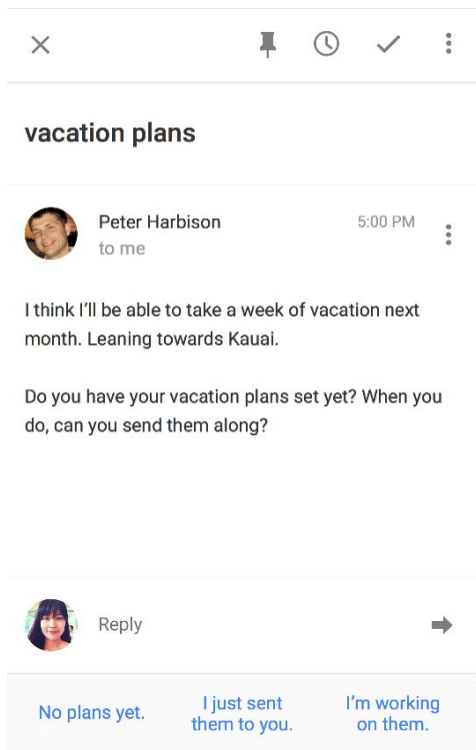 vacation plans
Peter Harbison
5:00 PM
to me
I think I'll be able to take a week of vacation next
month. Leaning towards Kauai.
Do you have your vacation plans set yet? When you
do, can you send them along?
Reply
No plans yet.
I just sent
them to you.
I'm working
on them.